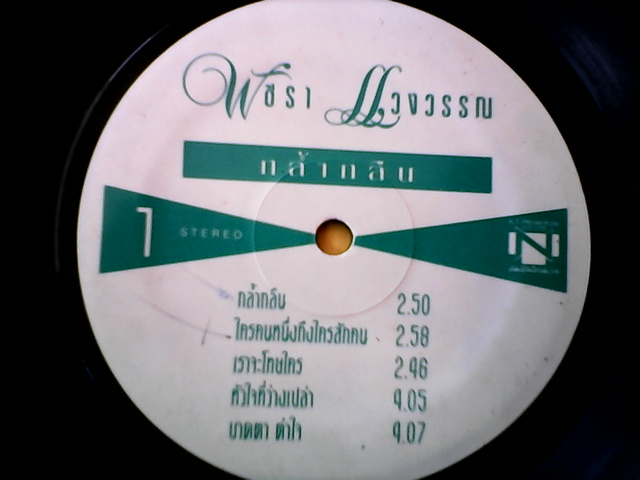 พัชรา แวงวรรณ
กล้ากลืน
1 STEREO N
กล้ากลืน 2.50
ใครคนหนึ่งถึงใครสักคน 2.58
เราจะโทษใคร 2.46
หัวใจที่ว่างเปล่า 4.05
บาดตา ตำใจ 4.07